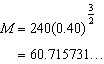 M = 240(0.40)^{3/2}
= 60.715731…